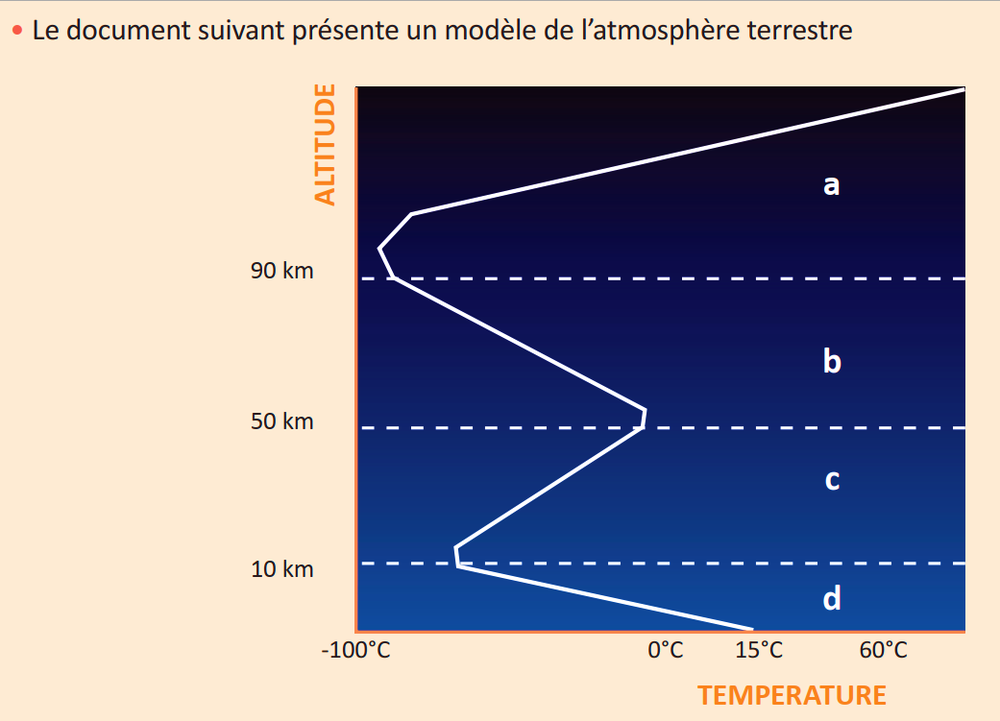 • Le document suivant présente un modèle de l’atmosphère terrestre
ALTITUDE
a
90 km
b
50 km
c
10 km
d
-100°C 0°C 15°C 60°C
TEMPERATURE